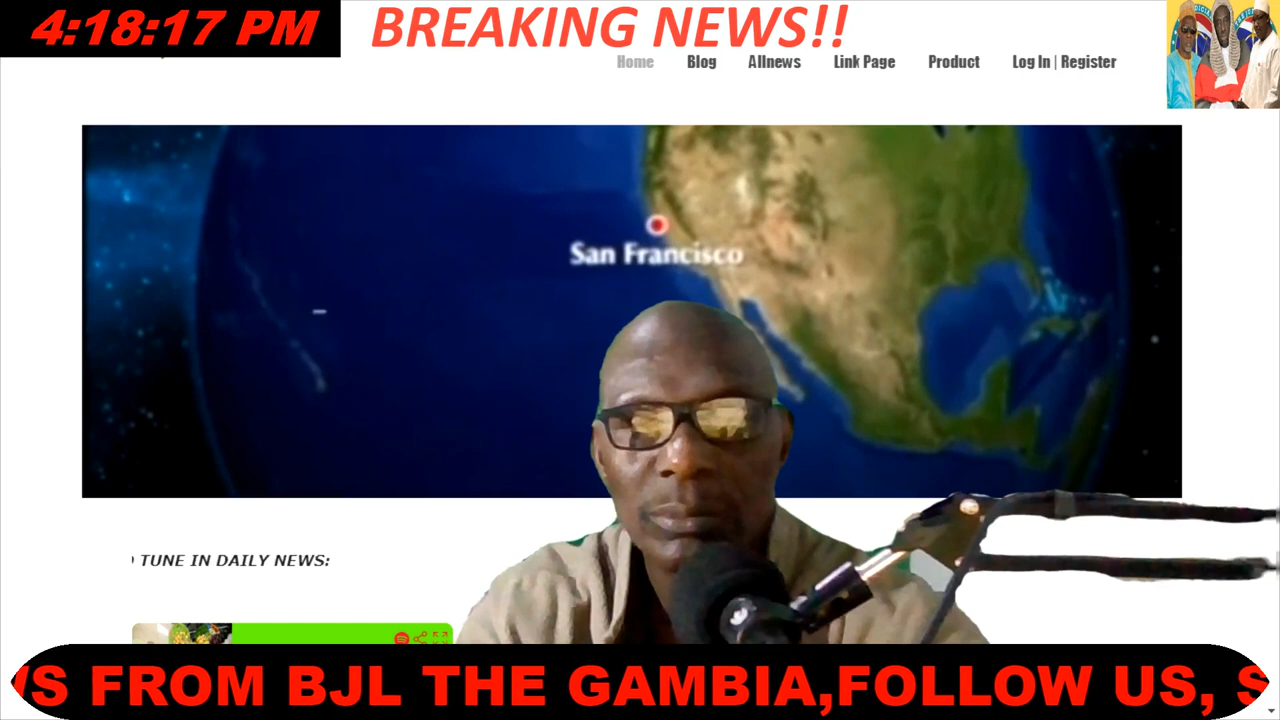 4:18:17 PM
BREAKING NEWS!!
Home Blog Allnews Link Page Product Log In | Register
San Francisco
TUNE IN DAILY NEWS:
FROM BJL THE GAMBIA,FOLLOW US,